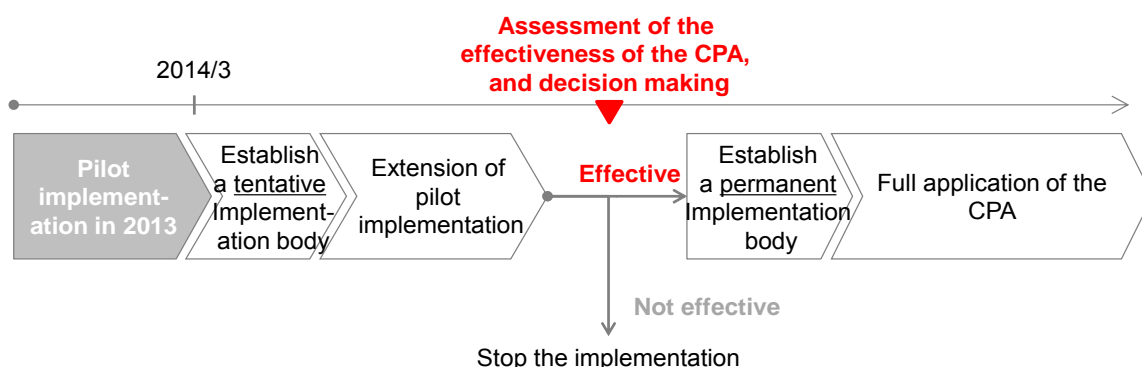 Assessment of the
effectiveness of the CPA,
and decision making
2014/3
Pilot
implement-
ation in 2013
Establish
a tentative
Implement-
ation body
Extension of
pilot
implementation
Effective
Establish
a permanent
Implementation
body
Full application of the
CPA
Not effective
Stop the implementation